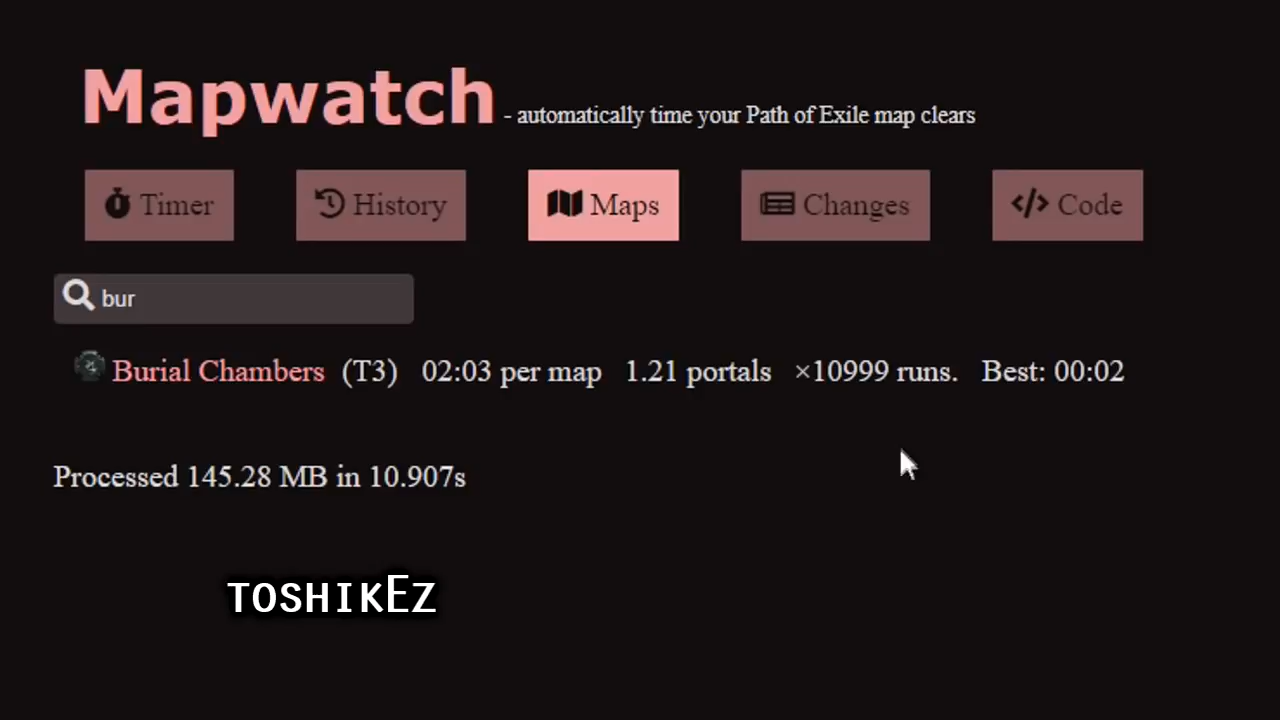 Mapwatch - automatically time your Path of Exile map clears
Timer History Maps Changes Code
bur
Burial Chambers (T3) 02:03 per map 1.21 portals ×10999 runs. Best: 00:02
Processed 145.28 MB in 10.907s
TOSHIKEZ